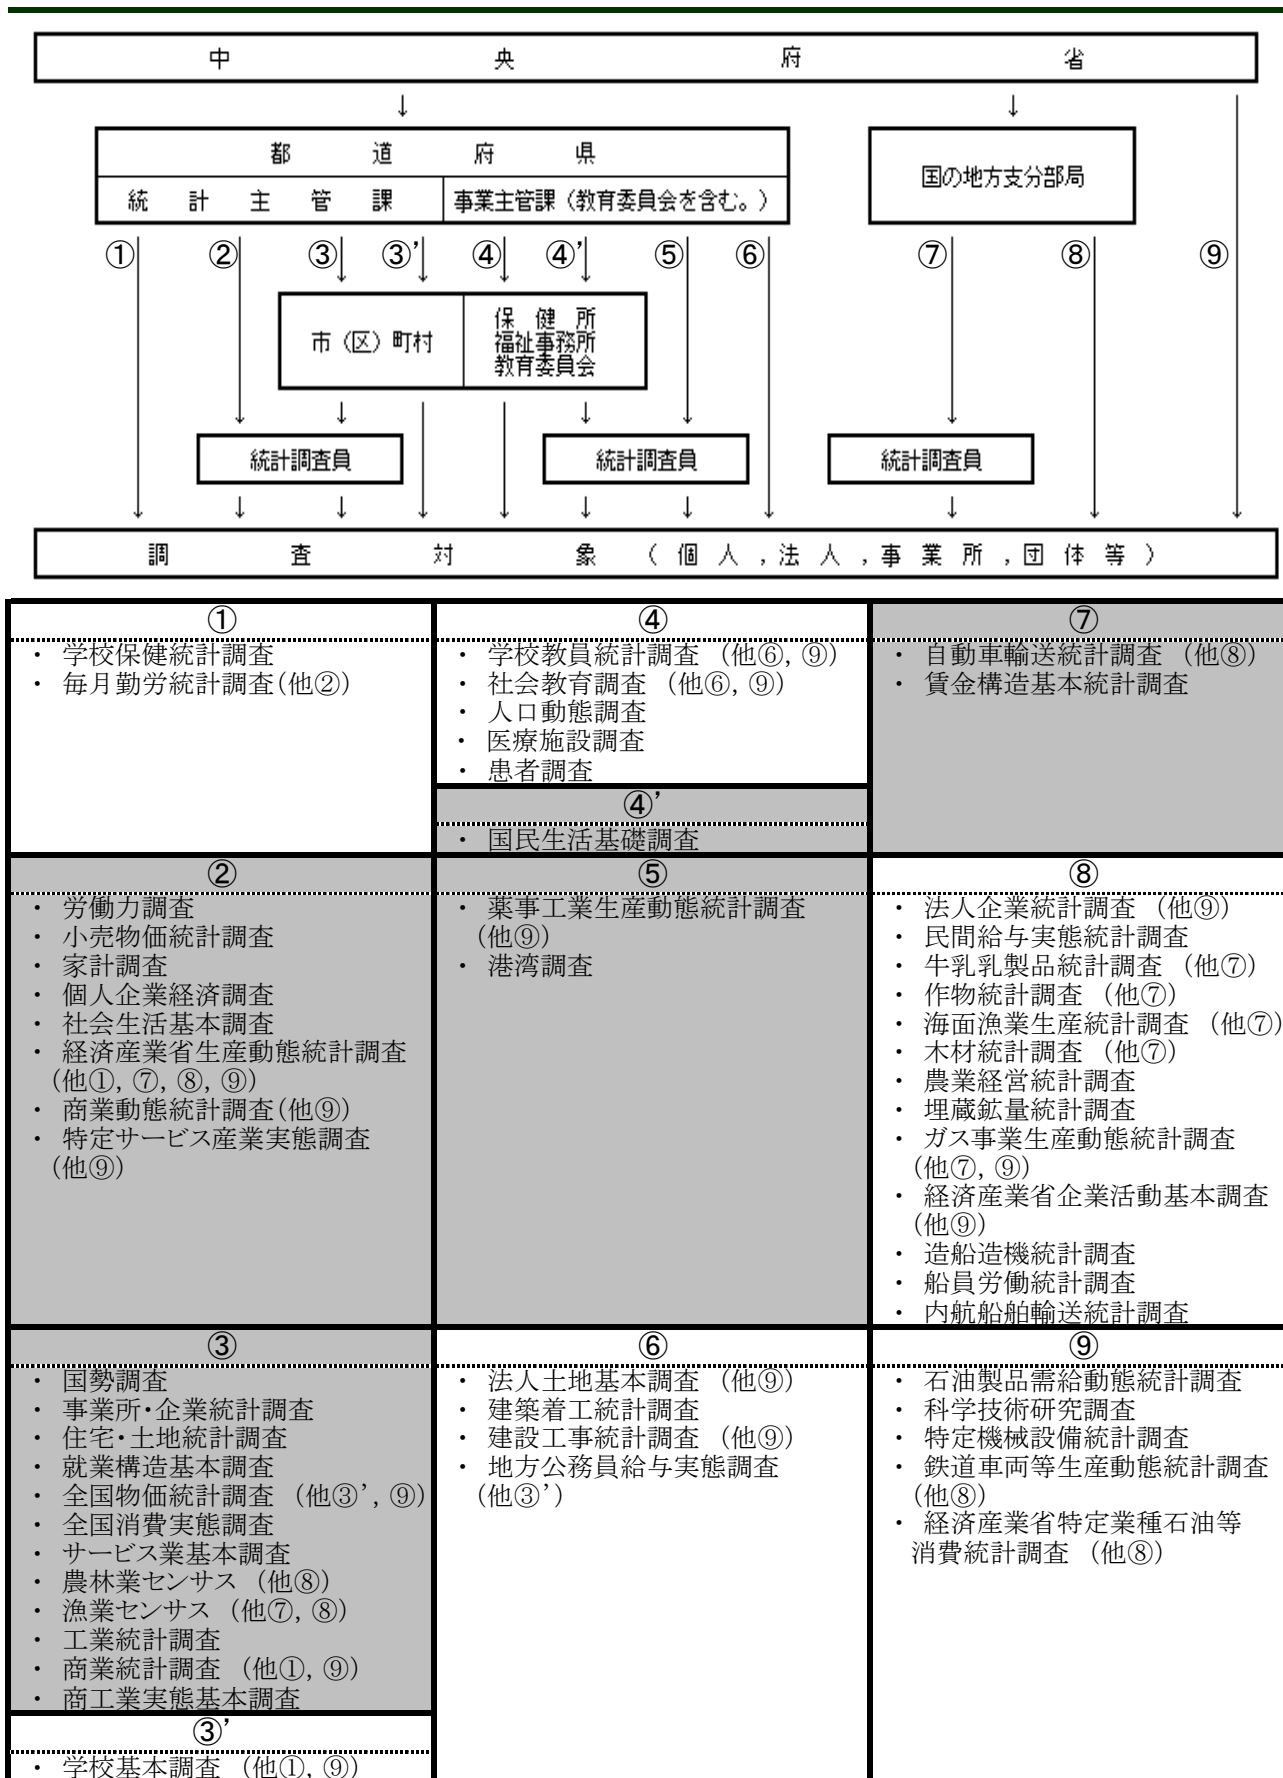 中央府省
都道府県
国の地方支分部局
統計主管課
事業主管課（教育委員会を含む。）
① ② ③ ③’ ④ ④’ ⑤ ⑥ ⑦ ⑧ ⑨
市（区）町村
保健所
福祉事務所
教育委員会
統計調査員
統計調査員
統計調査員
調査対象（個人，法人，事業所，団体等）
①
・ 学校保健統計調査
・ 毎月勤労統計調査（他②）
④
・ 学校教員統計調査 （他⑥，⑨）
・ 社会教育調査 （他⑥，⑨）
・ 人口動態調査
・ 医療施設調査
・ 患者調査
④’
・ 国民生活基礎調査
⑦
・ 自動車輸送統計調査 （他⑧）
・ 賃金構造基本統計調査
②
・ 労働力調査
・ 小売物価統計調査
・ 家計調査
・ 個人企業経済調査
・ 社会生活基本調査
・ 経済産業省生産動態統計調査
（他①，⑦，⑧，⑨）
・ 商業動態統計調査（他⑨）
・ 特定サービス産業実態調査
（他⑨）
⑤
・ 薬事工業生産動態統計調査
（他⑨）
・ 港湾調査
⑧
・ 法人企業統計調査 （他⑨）
・ 民間給与実態統計調査
・ 牛乳乳製品統計調査 （他⑦）
・ 作物統計調査 （他⑦）
・ 海面漁業生産統計調査 （他⑦）
・ 木材統計調査 （他⑦）
・ 農業経営統計調査
・ 埋蔵鉱量統計調査
・ ガス事業生産動態統計調査
（他⑦，⑨）
・ 経済産業省企業活動基本調査
（他⑨）
・ 造船造機統計調査
・ 船員労働統計調査
・ 内航船舶輸送統計調査
③
・ 国勢調査
・ 事業所・企業統計調査
・ 住宅・土地統計調査
・ 就業構造基本調査
・ 全国物価統計調査 （他③’，⑨）
・ 全国消費実態調査
・ サービス業基本調査
・ 農林業センサス （他⑧）
・ 漁業センサス （他⑦，⑧）
・ 工業統計調査
・ 商業統計調査 （他①，⑨）
・ 商工業実態基本調査
③’
・ 学校基本調査 （他①，⑨）
⑥
・ 法人土地基本調査 （他⑨）
・ 建築着工統計調査
・ 建設工事統計調査 （他⑨）
・ 地方公務員給与実態調査
（他③’）
⑨
・ 石油製品需給動態統計調査
・ 科学技術研究調査
・ 特定機械設備統計調査
・ 鉄道車両等生産動態統計調査
（他⑧）
・ 経済産業省特定業種石油等
消費統計調査 （他⑧）